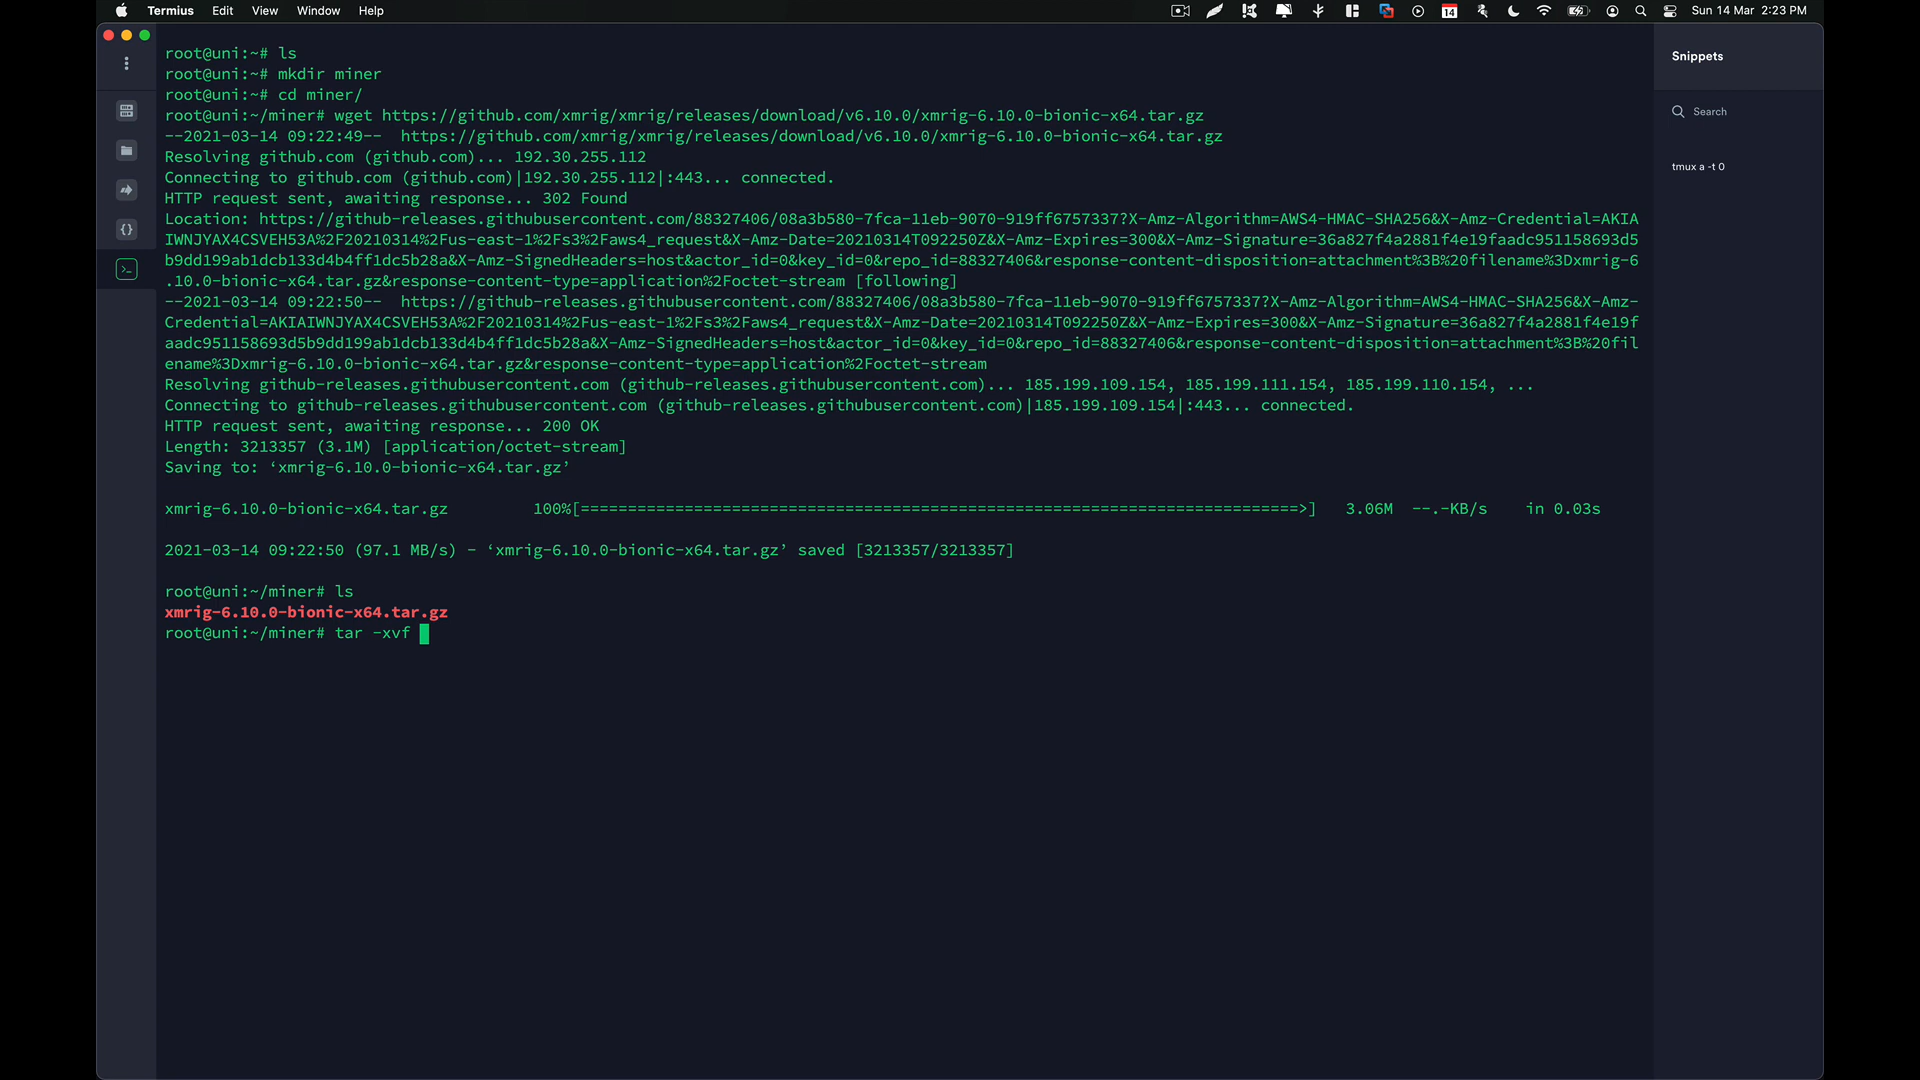 Termius Edit View Window Help
14 Sun 14 Mar 2:23 PM
root@uni:~# ls
root@uni:~# mkdir miner
root@uni:~# cd miner/
root@uni:~/miner# wget https://github.com/xmrig/xmrig/releases/download/v6.10.0/xmrig-6.10.0-bionic-x64.tar.gz
--2021-03-14 09:22:49--  https://github.com/xmrig/xmrig/releases/download/v6.10.0/xmrig-6.10.0-bionic-x64.tar.gz
Resolving github.com (github.com)... 192.30.255.112
Connecting to github.com (github.com)|192.30.255.112|:443... connected.
HTTP request sent, awaiting response... 302 Found
Location: https://github-releases.githubusercontent.com/88327406/08a3b580-7fca-11eb-9070-919ff6757337?X-Amz-Algorithm=AWS4-HMAC-SHA256&X-Amz-Credential=AKIA
IWNJYAX4CSVEH53A%2F20210314%2Fus-east-1%2Fs3%2Faws4_request&X-Amz-Date=20210314T092250Z&X-Amz-Expires=300&X-Amz-Signature=36a827f4a2881f4e19faadc951158693d5
b9dd199ab1dcb133d4b4ff1dc5b28a&X-Amz-SignedHeaders=host&actor_id=0&key_id=0&repo_id=88327406&response-content-disposition=attachment%3B%20filename%3Dxmrig-6
.10.0-bionic-x64.tar.gz&response-content-type=application%2Foctet-stream [following]
--2021-03-14 09:22:50--  https://github-releases.githubusercontent.com/88327406/08a3b580-7fca-11eb-9070-919ff6757337?X-Amz-Algorithm=AWS4-HMAC-SHA256&X-Amz-
Credential=AKIAIWNJYAX4CSVEH53A%2F20210314%2Fus-east-1%2Fs3%2Faws4_request&X-Amz-Date=20210314T092250Z&X-Amz-Expires=300&X-Amz-Signature=36a827f4a2881f4e19f
aadc951158693d5b9dd199ab1dcb133d4b4ff1dc5b28a&X-Amz-SignedHeaders=host&actor_id=0&key_id=0&repo_id=88327406&response-content-disposition=attachment%3B%20fil
ename%3Dxmrig-6.10.0-bionic-x64.tar.gz&response-content-type=application%2Foctet-stream
Resolving github-releases.githubusercontent.com (github-releases.githubusercontent.com)... 185.199.109.154, 185.199.111.154, 185.199.110.154, ...
Connecting to github-releases.githubusercontent.com (github-releases.githubusercontent.com)|185.199.109.154|:443... connected.
HTTP request sent, awaiting response... 200 OK
Length: 3213357 (3.1M) [application/octet-stream]
Saving to: ‘xmrig-6.10.0-bionic-x64.tar.gz’
xmrig-6.10.0-bionic-x64.tar.gz         100%[============================================================================>]   3.06M  --.-KB/s    in 0.03s
2021-03-14 09:22:50 (97.1 MB/s) - ‘xmrig-6.10.0-bionic-x64.tar.gz’ saved [3213357/3213357]
root@uni:~/miner# ls
xmrig-6.10.0-bionic-x64.tar.gz
root@uni:~/miner# tar -xvf
Snippets
Search
tmux a -t 0